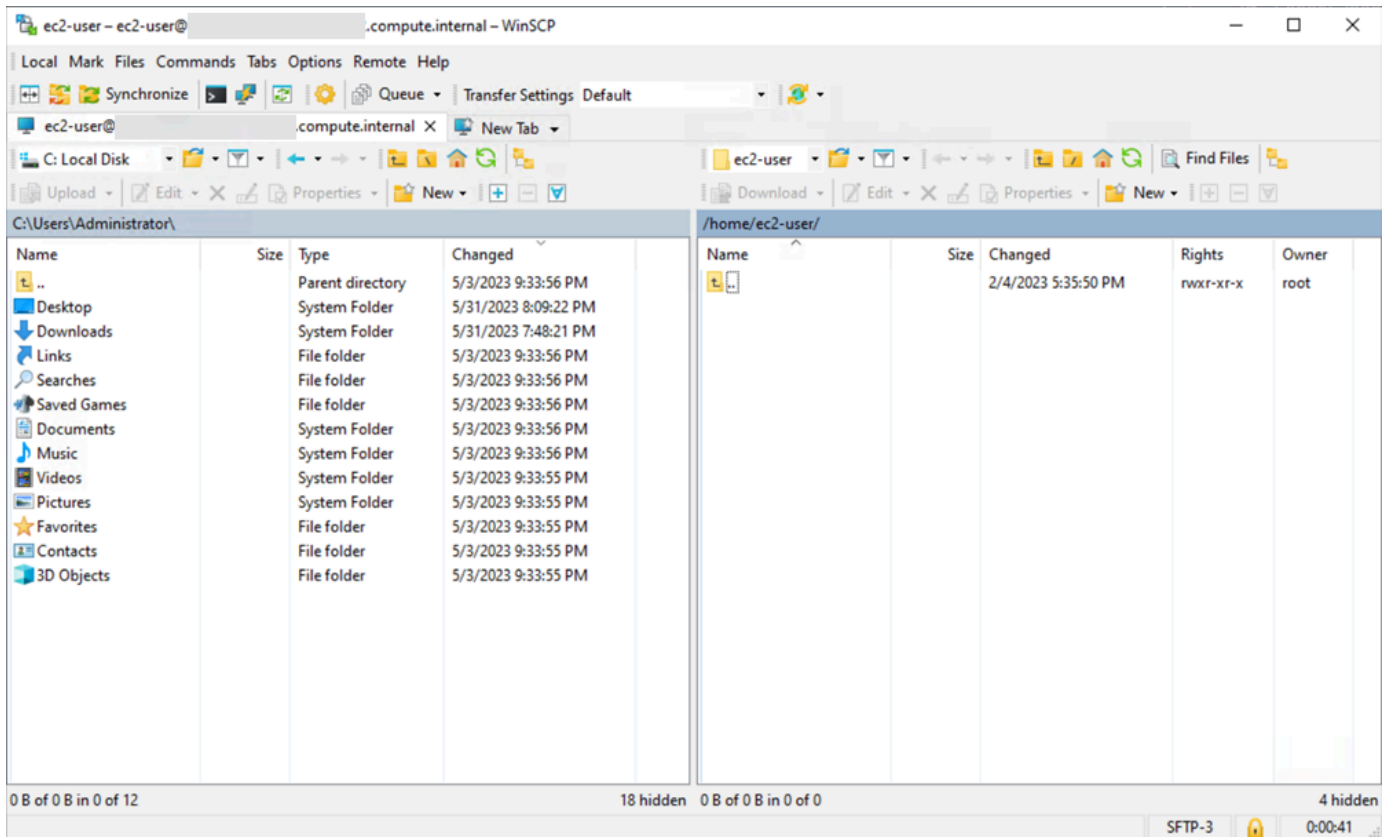 ec2-user – ec2-user@ .compute.internal – WinSCP
Local Mark Files Commands Tabs Options Remote Help
Synchronize Queue Transfer Settings Default
ec2-user@ .compute.internal New Tab
C: Local Disk
Upload Edit Properties New
C:\Users\Administrator\
Name Size Type Changed
.. Parent directory 5/3/2023 9:33:56 PM
Desktop System Folder 5/31/2023 8:09:22 PM
Downloads System Folder 5/31/2023 7:48:21 PM
Links File folder 5/3/2023 9:33:56 PM
Searches File folder 5/3/2023 9:33:56 PM
Saved Games File folder 5/3/2023 9:33:56 PM
Documents System Folder 5/3/2023 9:33:56 PM
Music System Folder 5/3/2023 9:33:56 PM
Videos System Folder 5/3/2023 9:33:55 PM
Pictures System Folder 5/3/2023 9:33:55 PM
Favorites File folder 5/3/2023 9:33:55 PM
Contacts File folder 5/3/2023 9:33:55 PM
3D Objects File folder 5/3/2023 9:33:55 PM
0 B of 0 B in 0 of 12 18 hidden
ec2-user Find Files
Download Edit Properties New
/home/ec2-user/
Name Size Changed Rights Owner
.. 2/4/2023 5:35:50 PM rwxr-xr-x root
0 B of 0 B in 0 of 0 4 hidden
SFTP-3 0:00:41